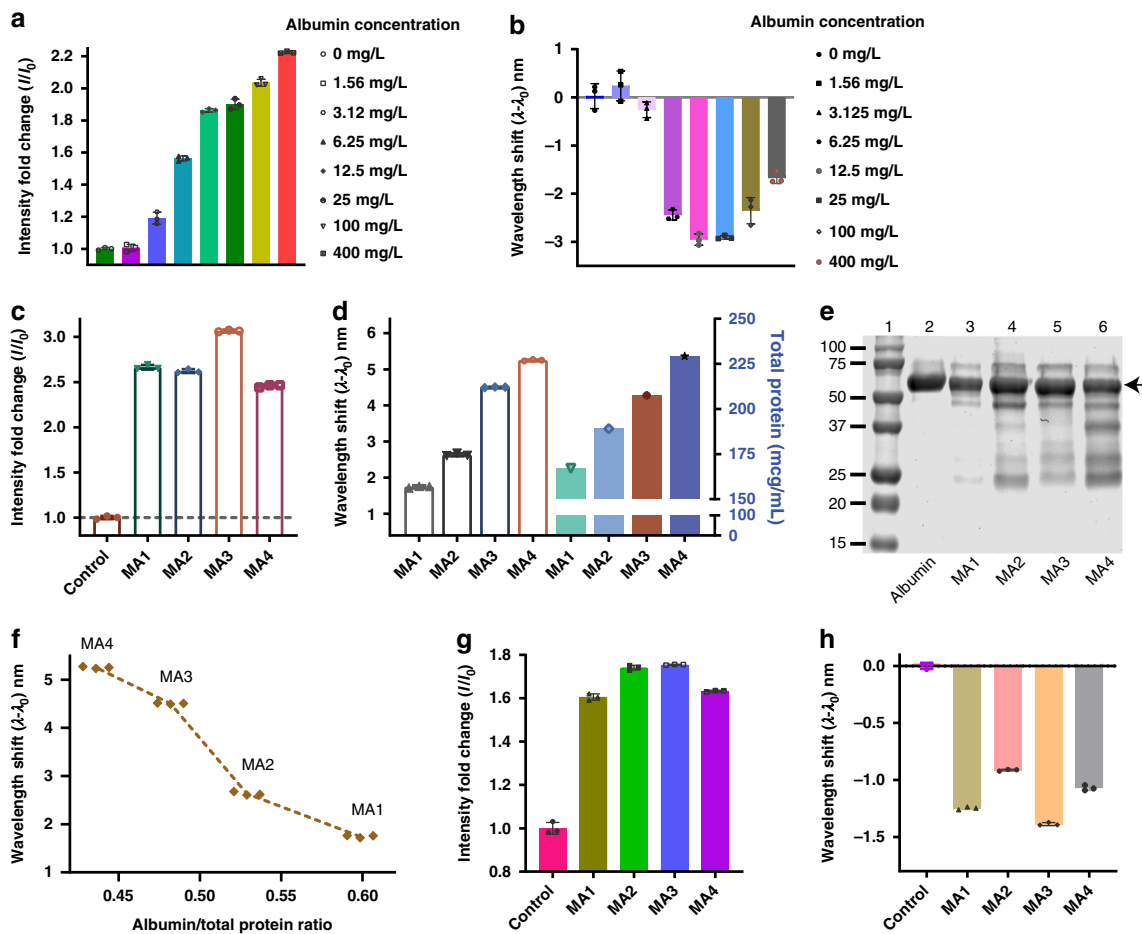 a
Albumin concentration
Intensity fold change (I/I0)
2.2
2.0
1.8
1.6
1.4
1.2
1.0
0 mg/L
1.56 mg/L
3.12 mg/L
6.25 mg/L
12.5 mg/L
25 mg/L
100 mg/L
400 mg/L
b
Albumin concentration
Wavelength shift (λ-λ0) nm
1
0
−1
−2
−3
0 mg/L
1.56 mg/L
3.125 mg/L
6.25 mg/L
12.5 mg/L
25 mg/L
100 mg/L
400 mg/L
c
Intensity fold change (I/I0)
3.0
2.5
2.0
1.5
1.0
Control
MA1
MA2
MA3
MA4
d
Wavelength shift (λ-λ0) nm
6
5
4
3
2
1
MA1
MA2
MA3
MA4
MA1
MA2
MA3
MA4
250
229
200
175
150
100
0
Total protein (mcg/mL)
e
1
2
3
4
5
6
100
75
50
37
25
20
15
Albumin
MA1
MA2
MA3
MA4
f
Wavelength shift (λ-λ0) nm
5
4
3
2
1
MA4
MA3
MA2
MA1
0.45
0.50
0.55
0.60
Albumin/total protein ratio
g
Intensity fold change (I/I0)
1.8
1.6
1.4
1.2
1.0
0.8
Control
MA1
MA2
MA3
MA4
h
Wavelength shift (λ-λ0) nm
0.0
−0.5
−1.0
−1.5
Control
MA1
MA2
MA3
MA4